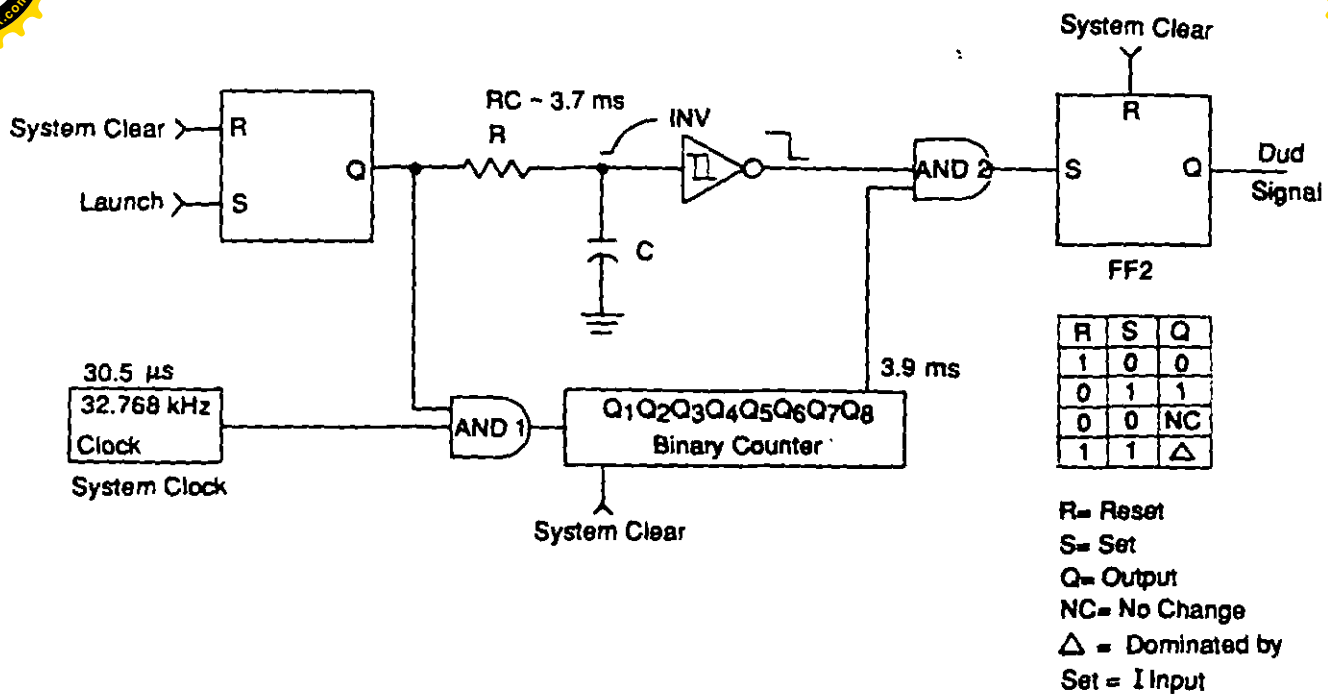 System Clear
RC ~ 3.7 ms
R
INV
System Clear
R
Q
Launch
S
C
AND 2
R
S
Q
Dud
Signal
FF2
30.5 µs
32.768 kHz
Clock
System Clock
AND 1
3.9 ms
Q1Q2Q3Q4Q5Q6Q7Q8
Binary Counter
System Clear
R S Q
1 0 0
0 1 1
0 0 NC
1 1 △
R= Reset
S= Set
Q= Output
NC= No Change
△ = Dominated by
Set = I Input